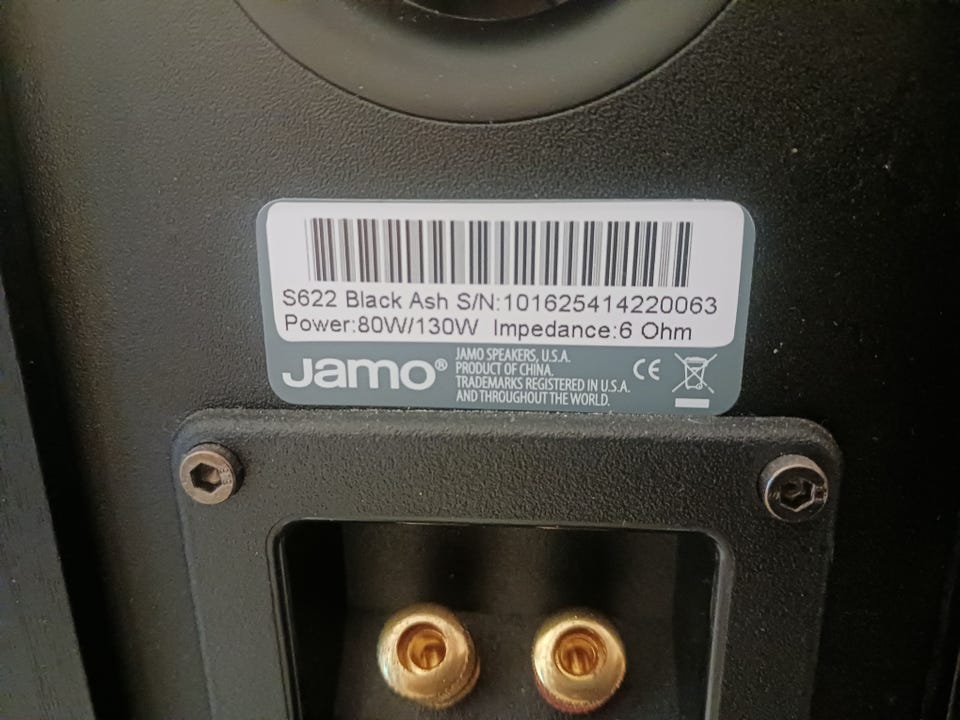 S622 Black Ash S/N:101625414220063
Power:80W/130W Impedance:6 Ohm
Jamo®
JAMO SPEAKERS, U.S.A.
PRODUCT OF CHINA.
TRADEMARKS REGISTERED IN U.S.A.
AND THROUGHOUT THE WORLD.
CE